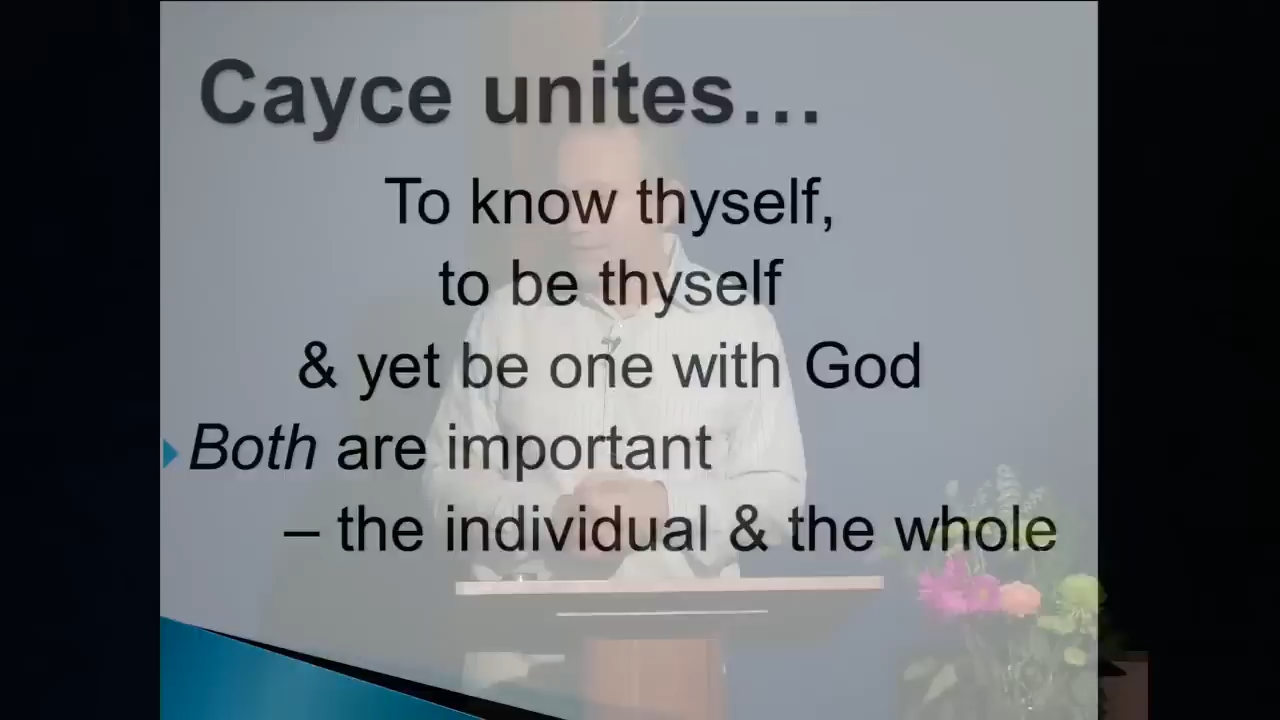 Cayce unites…
To know thyself,
to be thyself
& yet be one with God
Both are important
– the individual & the whole